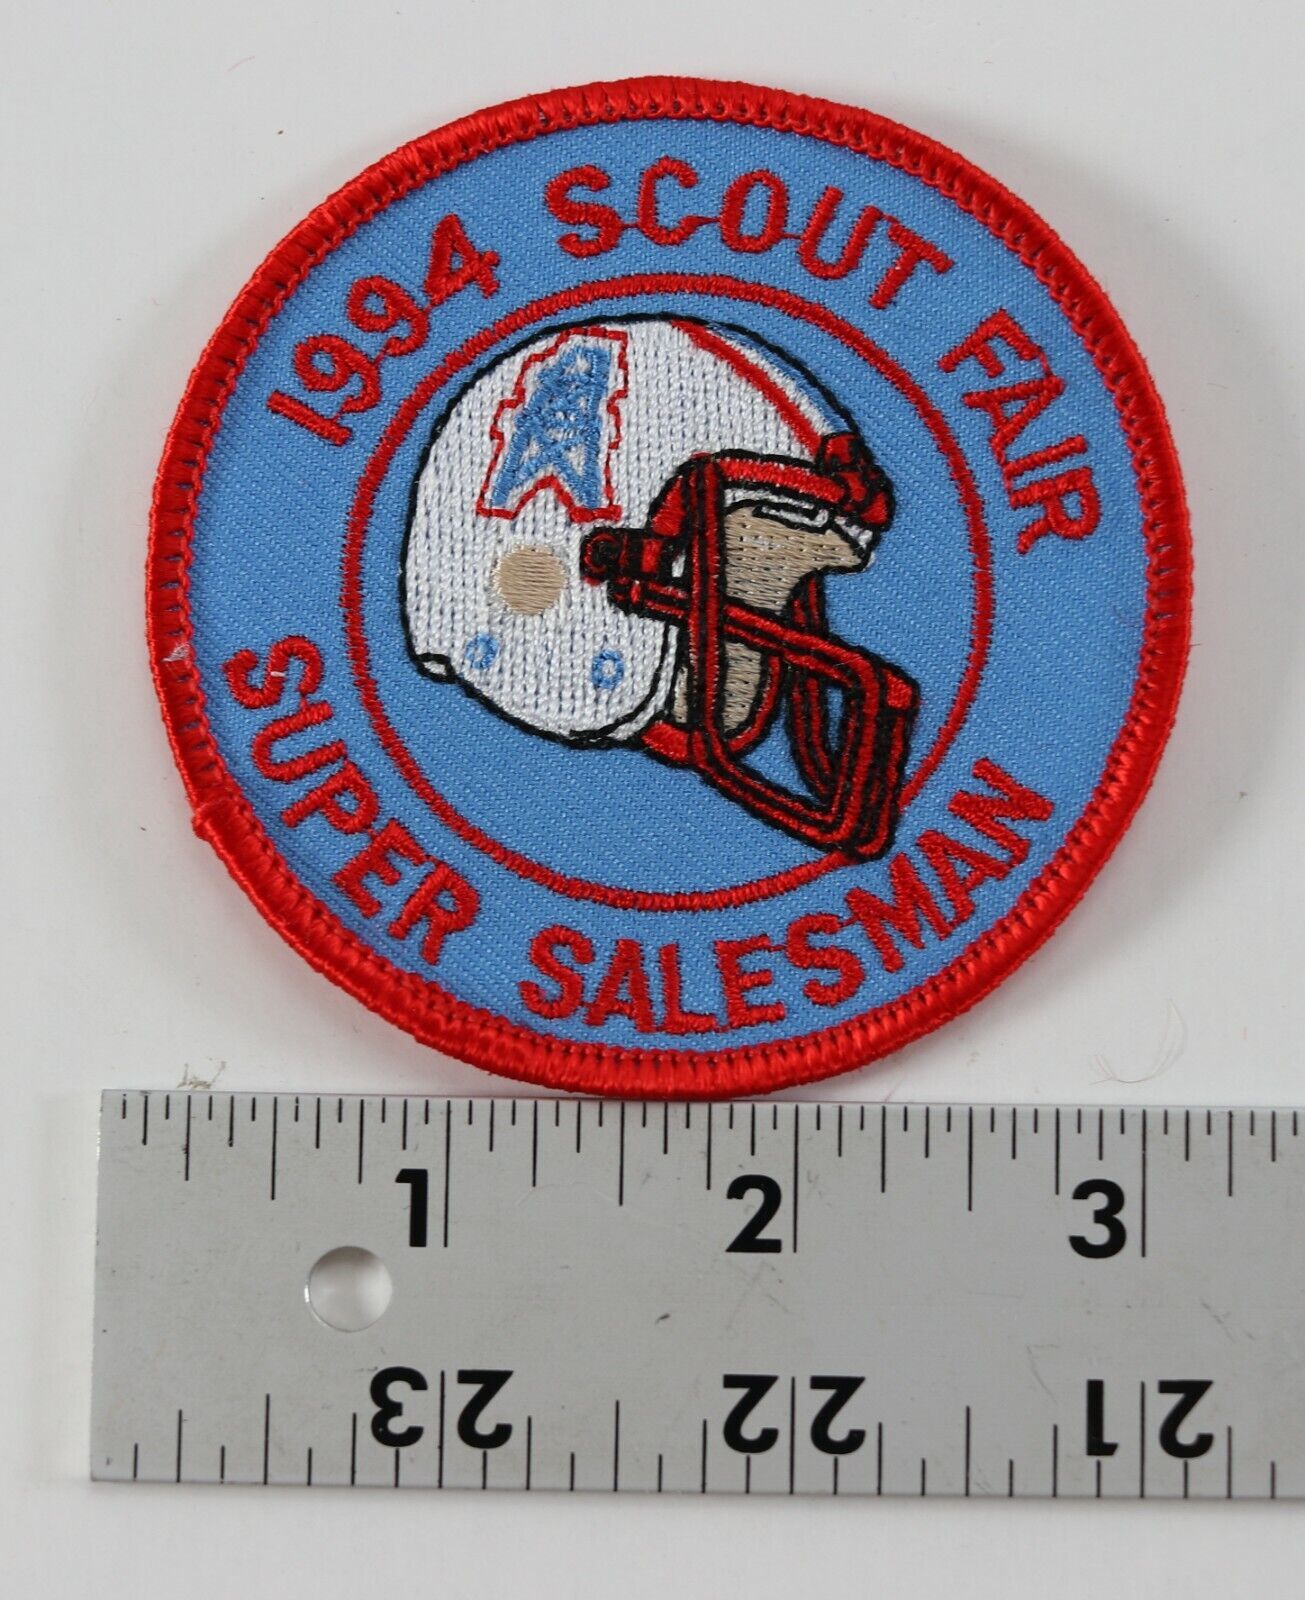 1994 SCOUT FAIR
SUPER SALESMAN
1 2 3
23 22 21